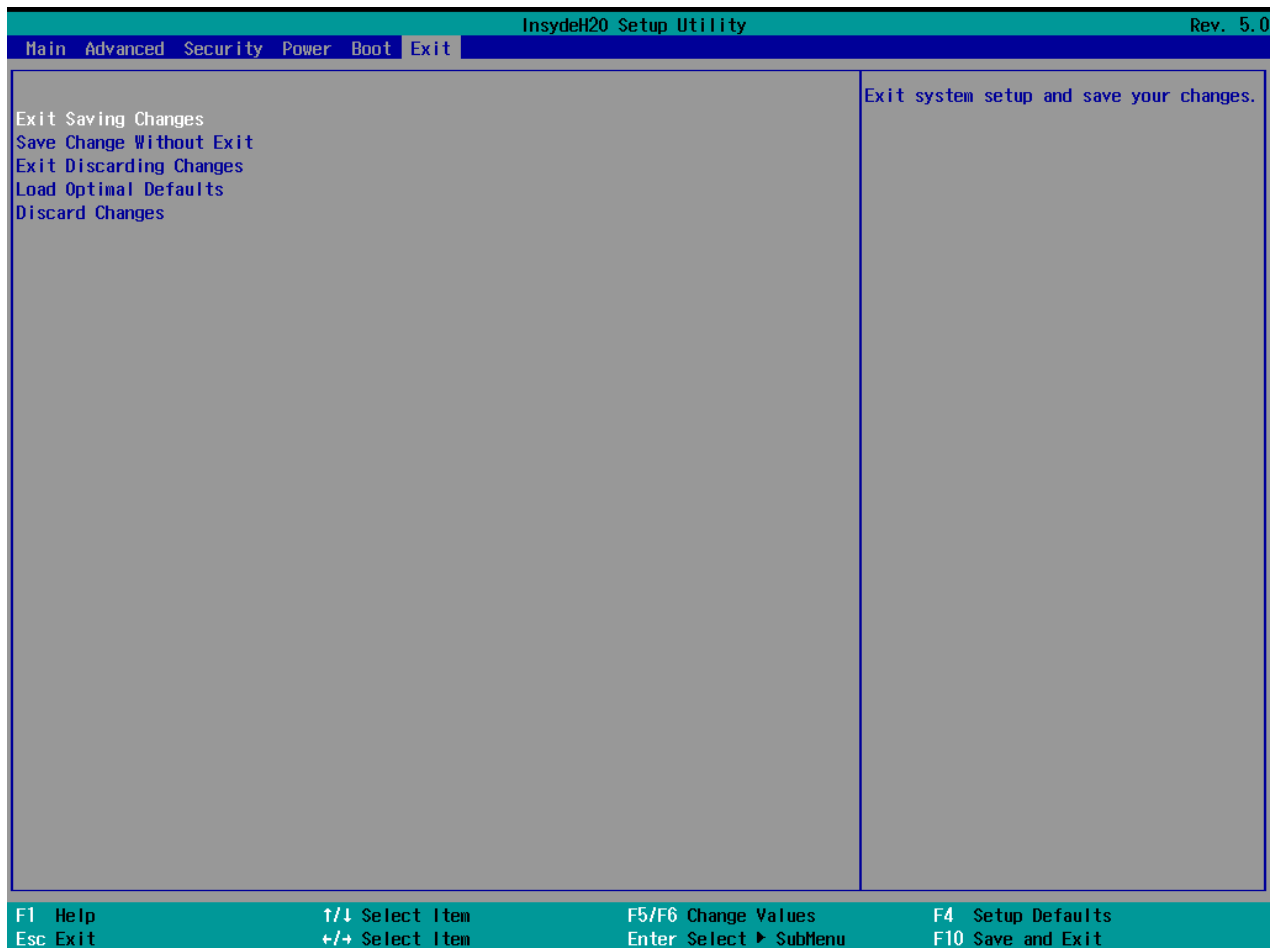 InsydeH20 Setup Utility Rev. 5.0
Main Advanced Security Power Boot Exit
Exit system setup and save your changes.
Exit Saving Changes
Save Change Without Exit
Exit Discarding Changes
Load Optimal Defaults
Discard Changes
F1 Help ↑/↓ Select Item F5/F6 Change Values F4 Setup Defaults
Esc Exit ←/→ Select Item Enter Select ▶ SubMenu F10 Save and Exit